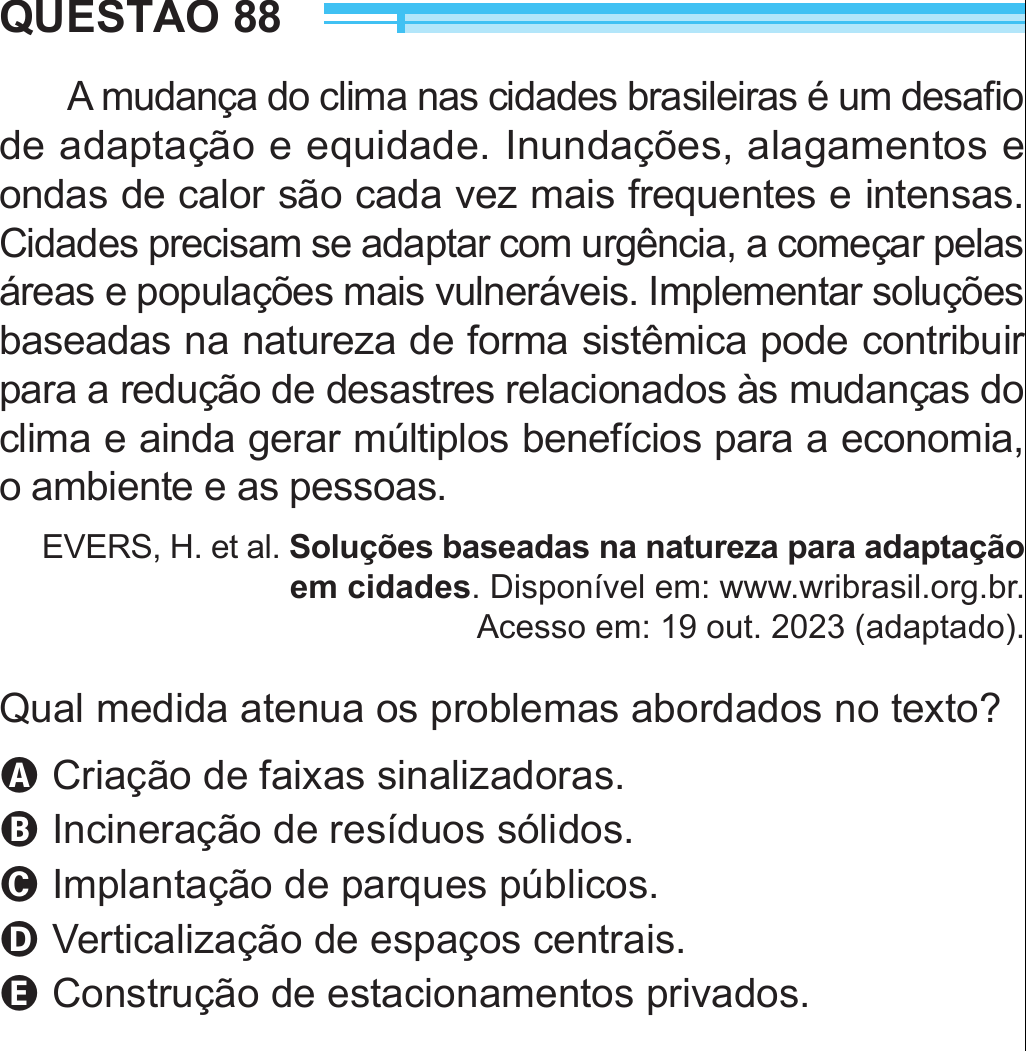 QUESTÃO 88
A mudança do clima nas cidades brasileiras é um desafio
de adaptação e equidade. Inundações, alagamentos e
ondas de calor são cada vez mais frequentes e intensas.
Cidades precisam se adaptar com urgência, a começar pelas
áreas e populações mais vulneráveis. Implementar soluções
baseadas na natureza de forma sistêmica pode contribuir
para a redução de desastres relacionados às mudanças do
clima e ainda gerar múltiplos benefícios para a economia,
o ambiente e as pessoas.
EVERS, H. et al. Soluções baseadas na natureza para adaptação
em cidades. Disponível em: www.wribrasil.org.br.
Acesso em: 19 out. 2023 (adaptado).
Qual medida atenua os problemas abordados no texto?
A Criação de faixas sinalizadoras.
B Incineração de resíduos sólidos.
C Implantação de parques públicos.
D Verticalização de espaços centrais.
E Construção de estacionamentos privados.